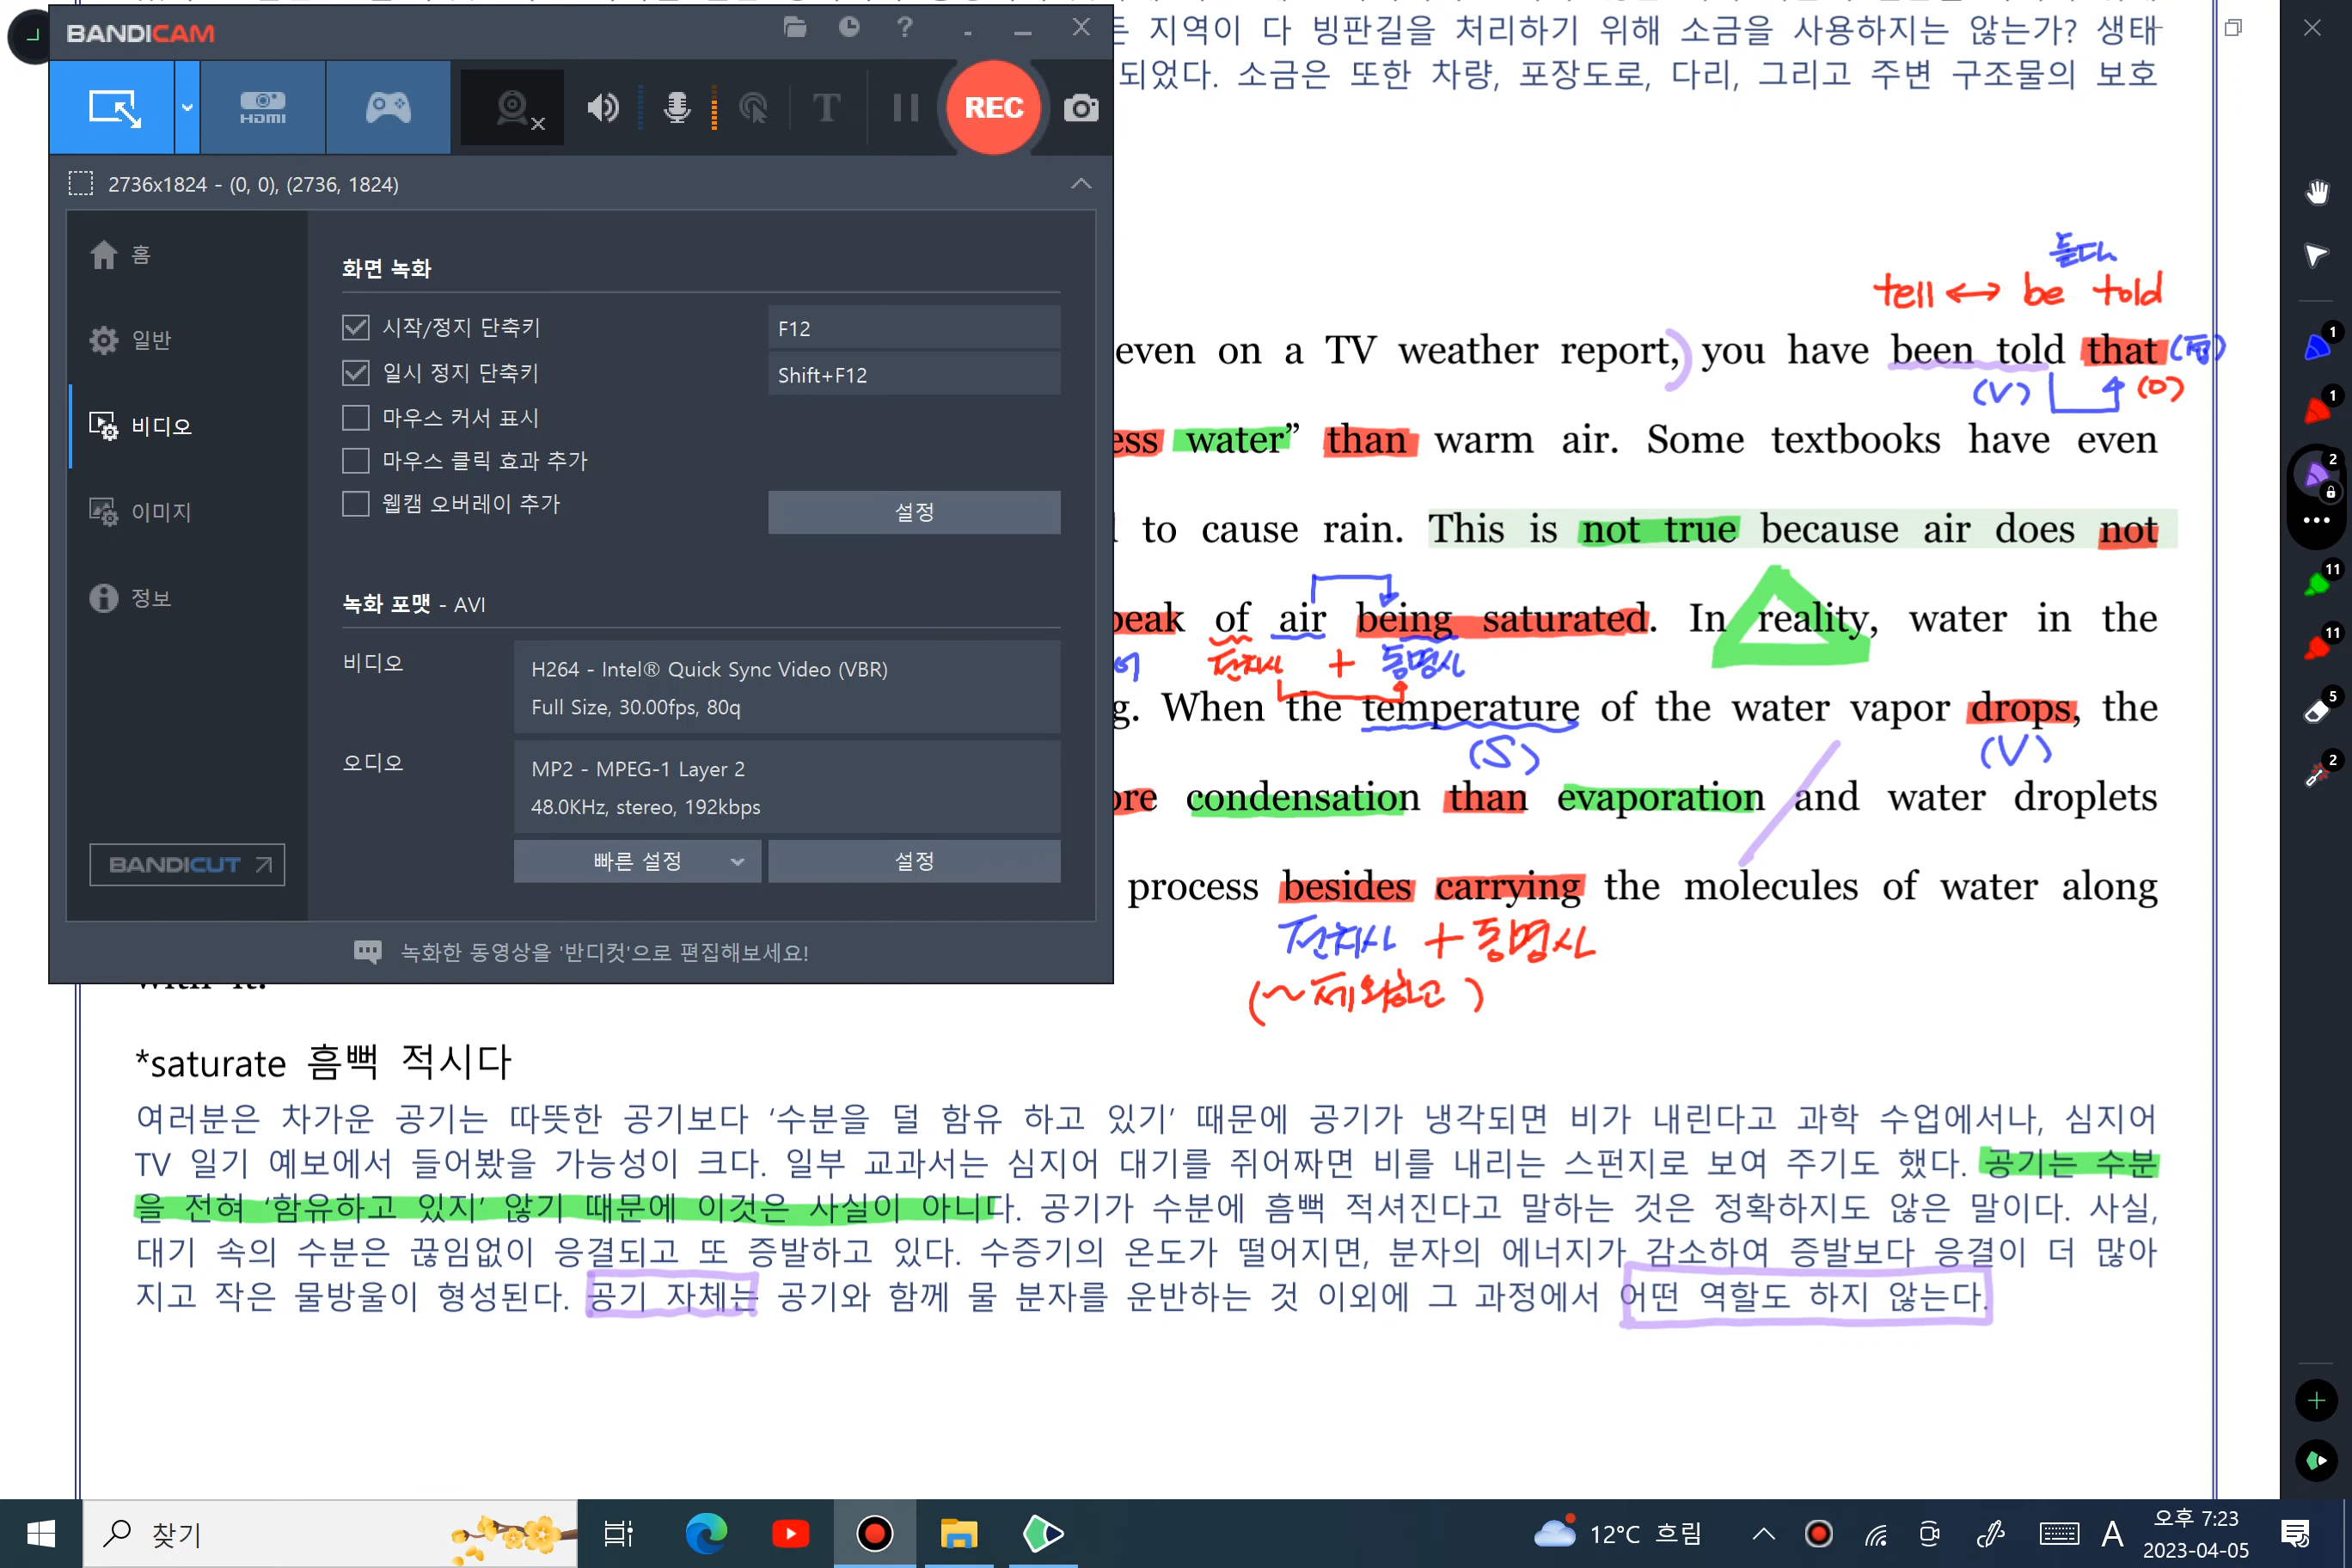 든 지역이 다 빙판길을 처리하기 위해 소금을 사용하지는 않는가? 생태
되었다. 소금은 또한 차량, 포장도로, 다리, 그리고 주변 구조물의 보호
BANDICAM
HDMI
T
REC
2736x1824 - (0, 0), (2736, 1824)
홈
일반
비디오
이미지
정보
BANDICUT
화면 녹화
시작/정지 단축키 F12
일시 정지 단축키 Shift+F12
마우스 커서 표시
마우스 클릭 효과 추가
웹캠 오버레이 추가
설정
녹화 포맷 - AVI
비디오
H264 - Intel® Quick Sync Video (VBR)
Full Size, 30.00fps, 80q
오디오
MP2 - MPEG-1 Layer 2
48.0KHz, stereo, 192kbps
빠른 설정
설정
녹화한 동영상을 '반디컷'으로 편집해보세요!
듣다
tell ↔ be told
even on a TV weather report, you have been told that
(V) (O)
ess water” than warm air. Some textbooks have even
to cause rain. This is not true because air does not
peak of air being saturated. In reality, water in the
전치사 + 동명사
g. When the temperature of the water vapor drops, the
(S) (V)
ore condensation than evaporation and water droplets
process besides carrying the molecules of water along
전치사 + 동명사
(~제외하고)
with it.
*saturate 흠뻑 적시다
여러분은 차가운 공기는 따뜻한 공기보다 ‘수분을 덜 함유 하고 있기’ 때문에 공기가 냉각되면 비가 내린다고 과학 수업에서나, 심지어
TV 일기 예보에서 들어봤을 가능성이 크다. 일부 교과서는 심지어 대기를 쥐어짜면 비를 내리는 스펀지로 보여 주기도 했다. 공기는 수분
을 전혀 ‘함유하고 있지’ 않기 때문에 이것은 사실이 아니다. 공기가 수분에 흠뻑 적셔진다고 말하는 것은 정확하지도 않은 말이다. 사실,
대기 속의 수분은 끊임없이 응결되고 또 증발하고 있다. 수증기의 온도가 떨어지면, 분자의 에너지가 감소하여 증발보다 응결이 더 많아
지고 작은 물방울이 형성된다. 공기 자체는 공기와 함께 물 분자를 운반하는 것 이외에 그 과정에서 어떤 역할도 하지 않는다.
1
1
2
11
11
5
2
찾기
12°C 흐림
A
오후 7:23
2023-04-05